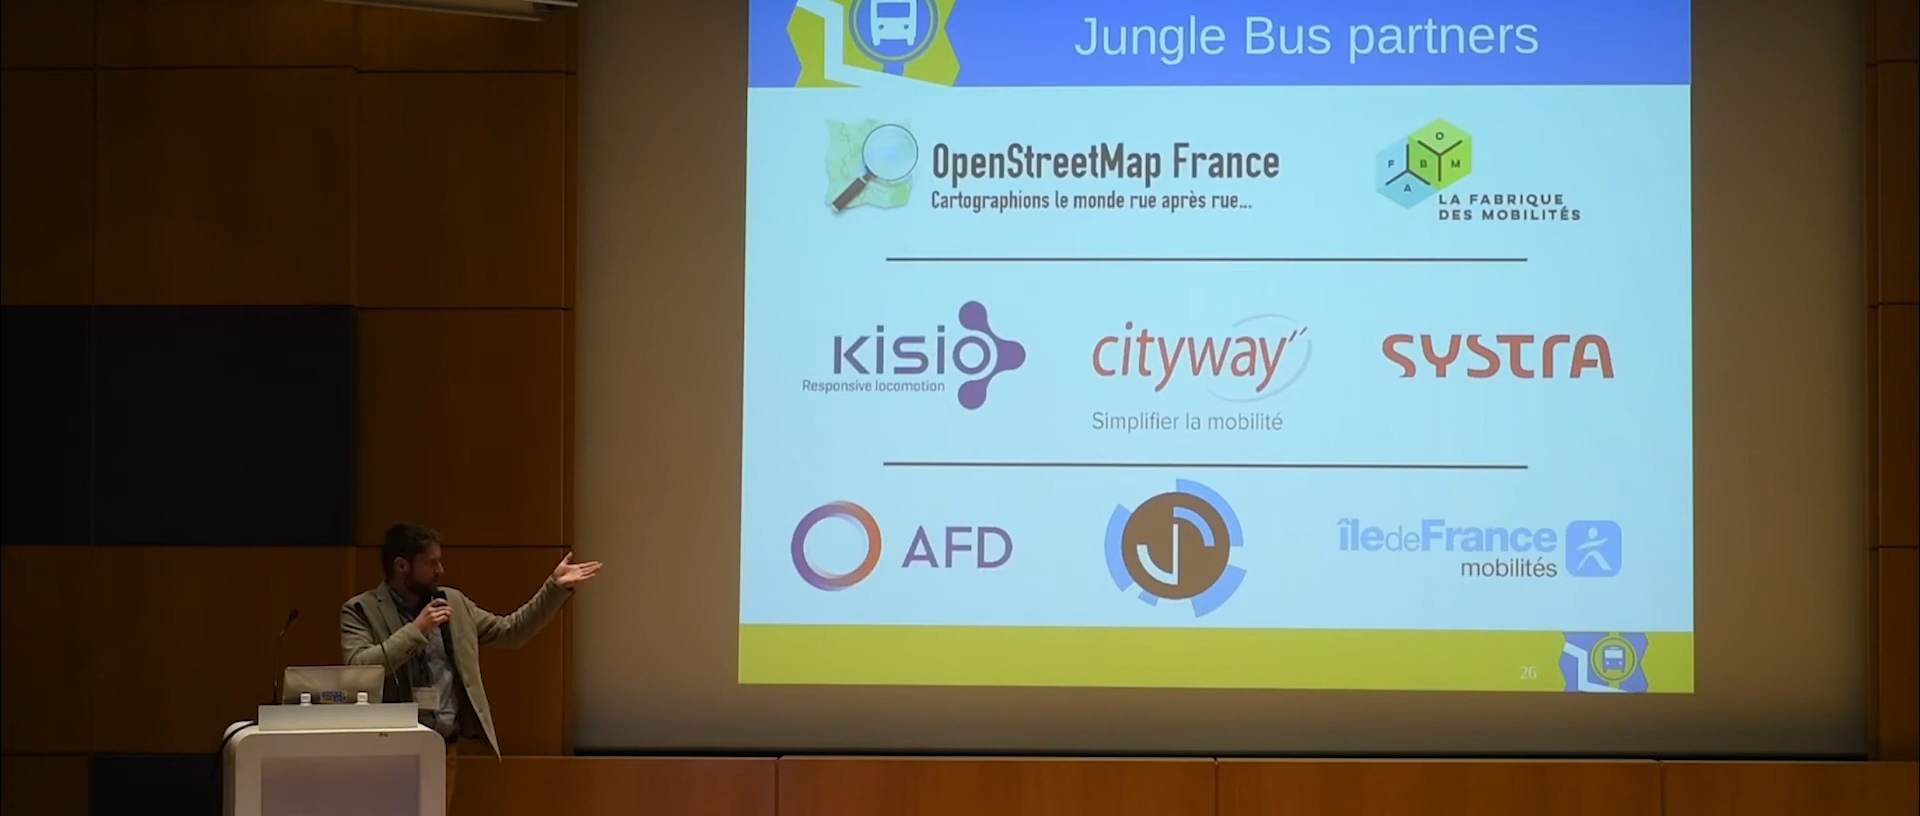 Jungle Bus partners
OpenStreetMap France
Cartographions le monde rue après rue...
FABMOB
LA FABRIQUE
DES MOBILITÉS
kisio
Responsive locomotion
cityway
Simplifier la mobilité
SYSTRA
AFD
îledeFrance
mobilités
26